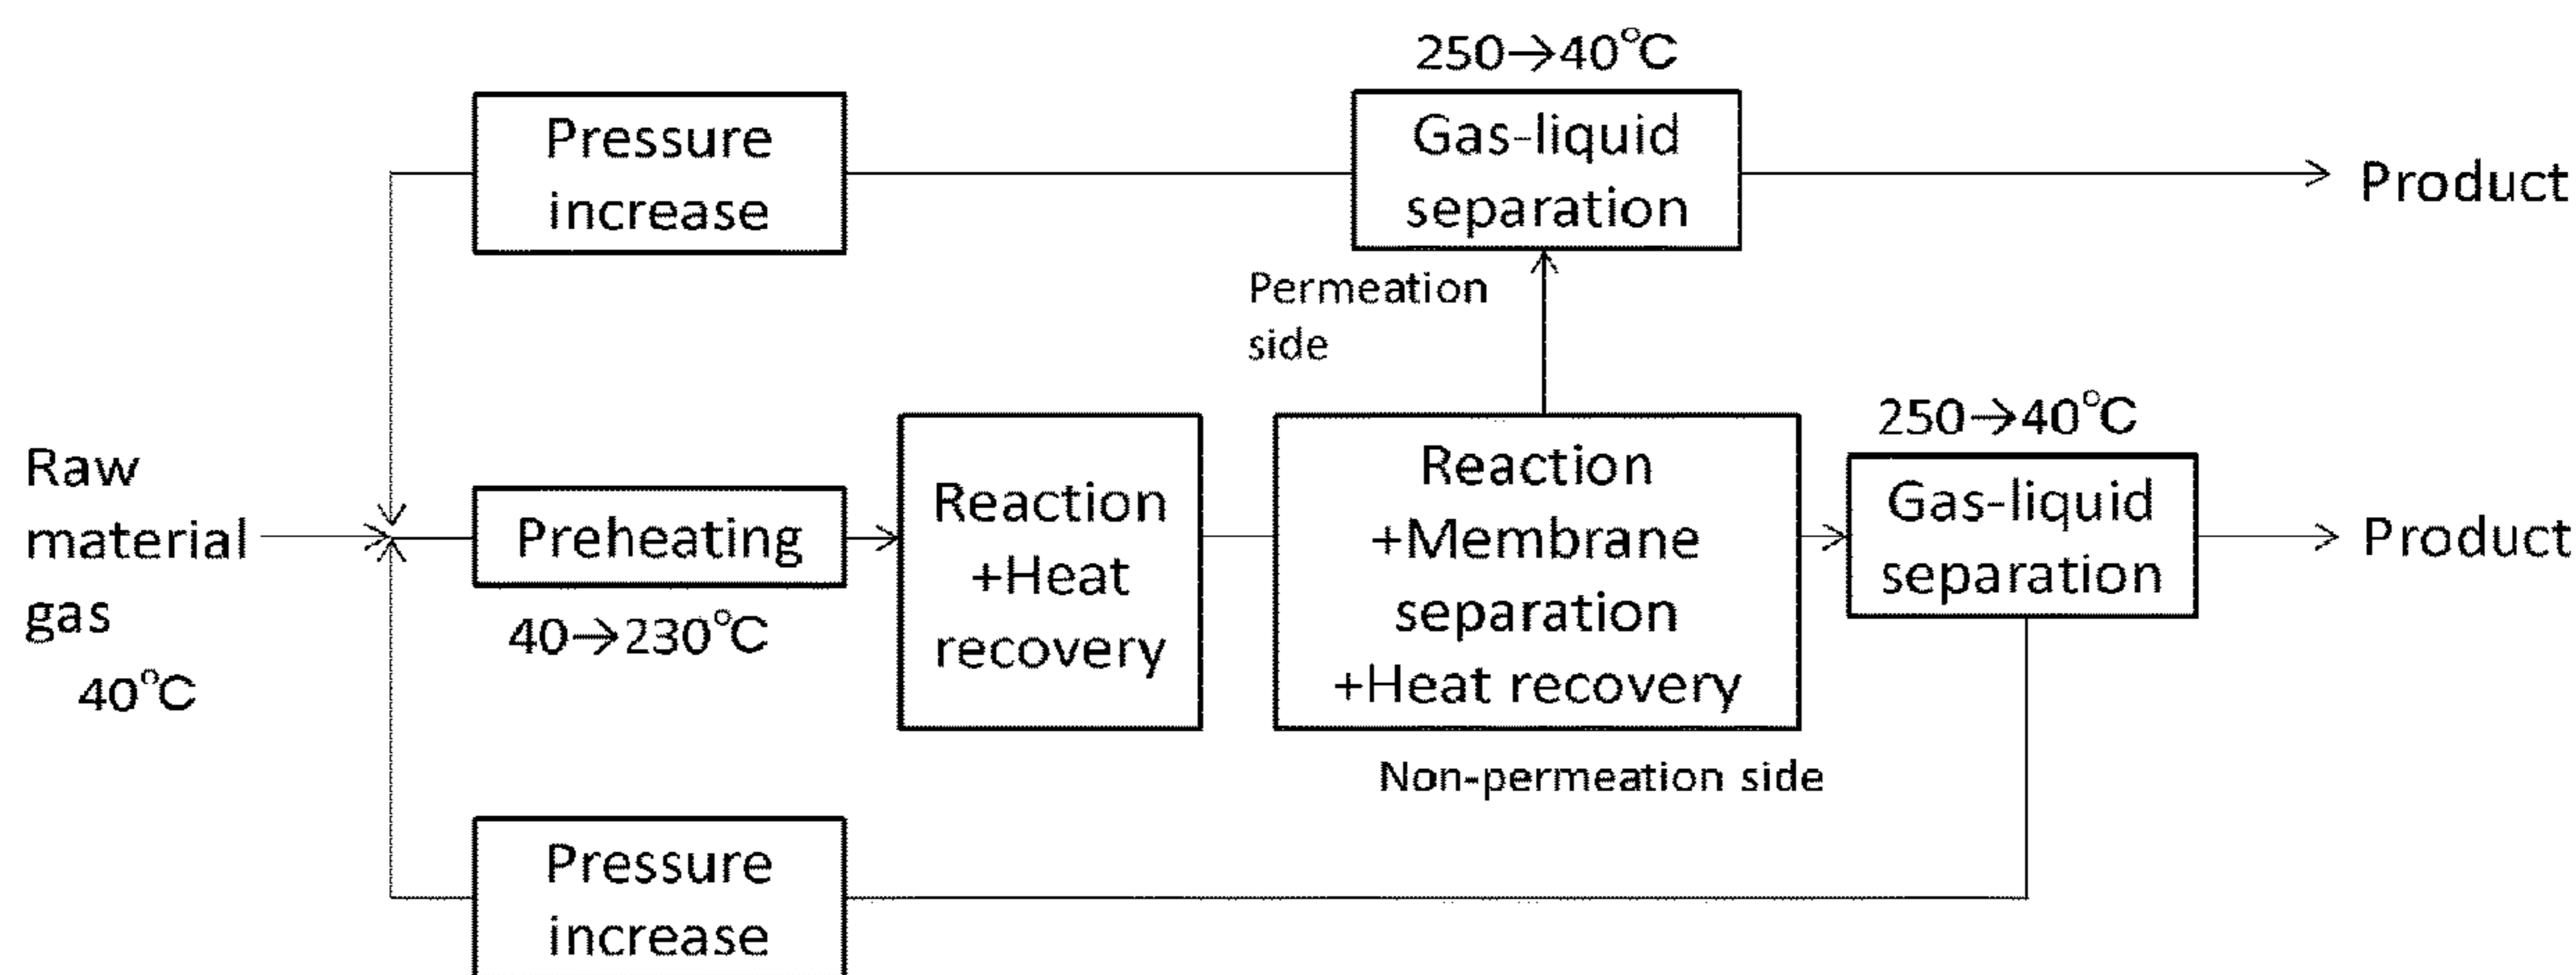 250→40°C
Pressure
increase
Gas-liquid
separation
Product
Permeation
side
Raw
material
gas
40°C
Preheating
40→230°C
Reaction
+Heat
recovery
Reaction
+Membrane
separation
+Heat recovery
Non-permeation side
250→40°C
Gas-liquid
separation
Product
Pressure
increase